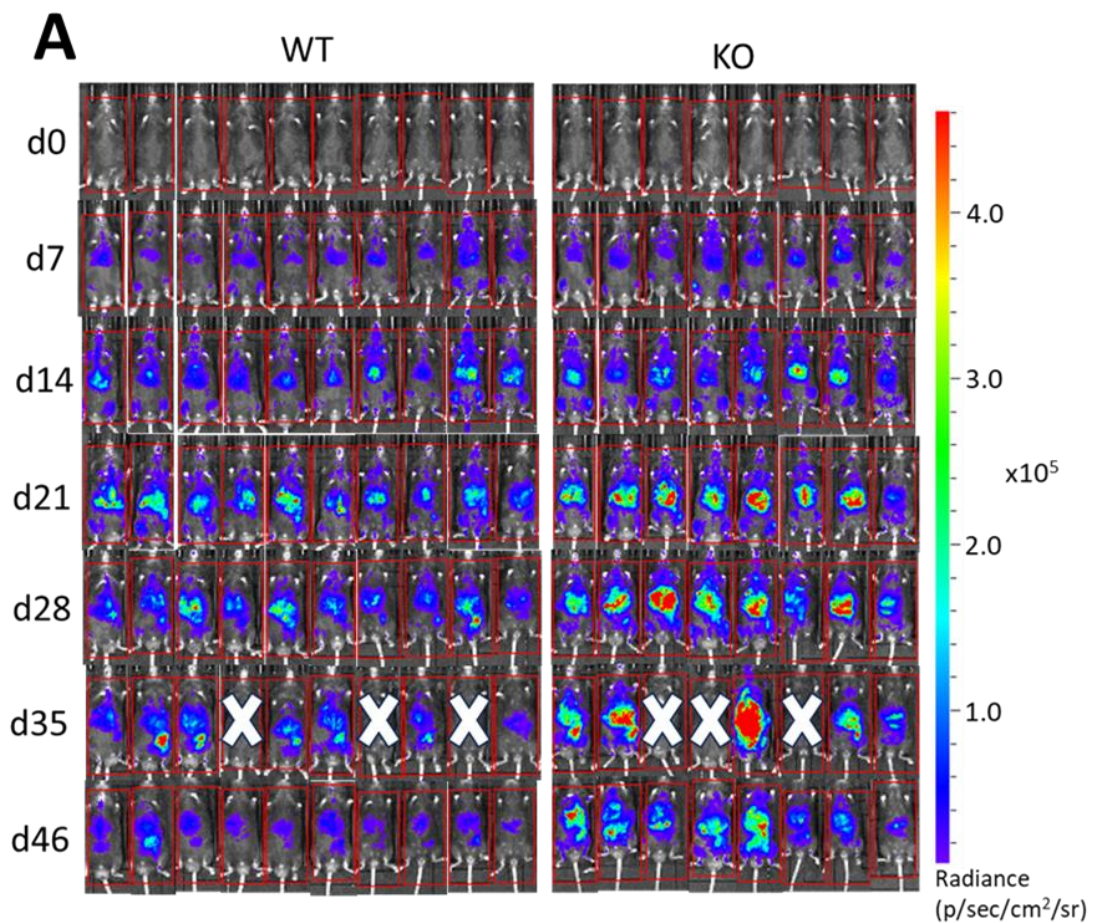 A
WT
KO
d0
d7
d14
d21
d28
d35
d46
4.0
3.0
x10⁵
2.0
1.0
Radiance
(p/sec/cm²/sr)